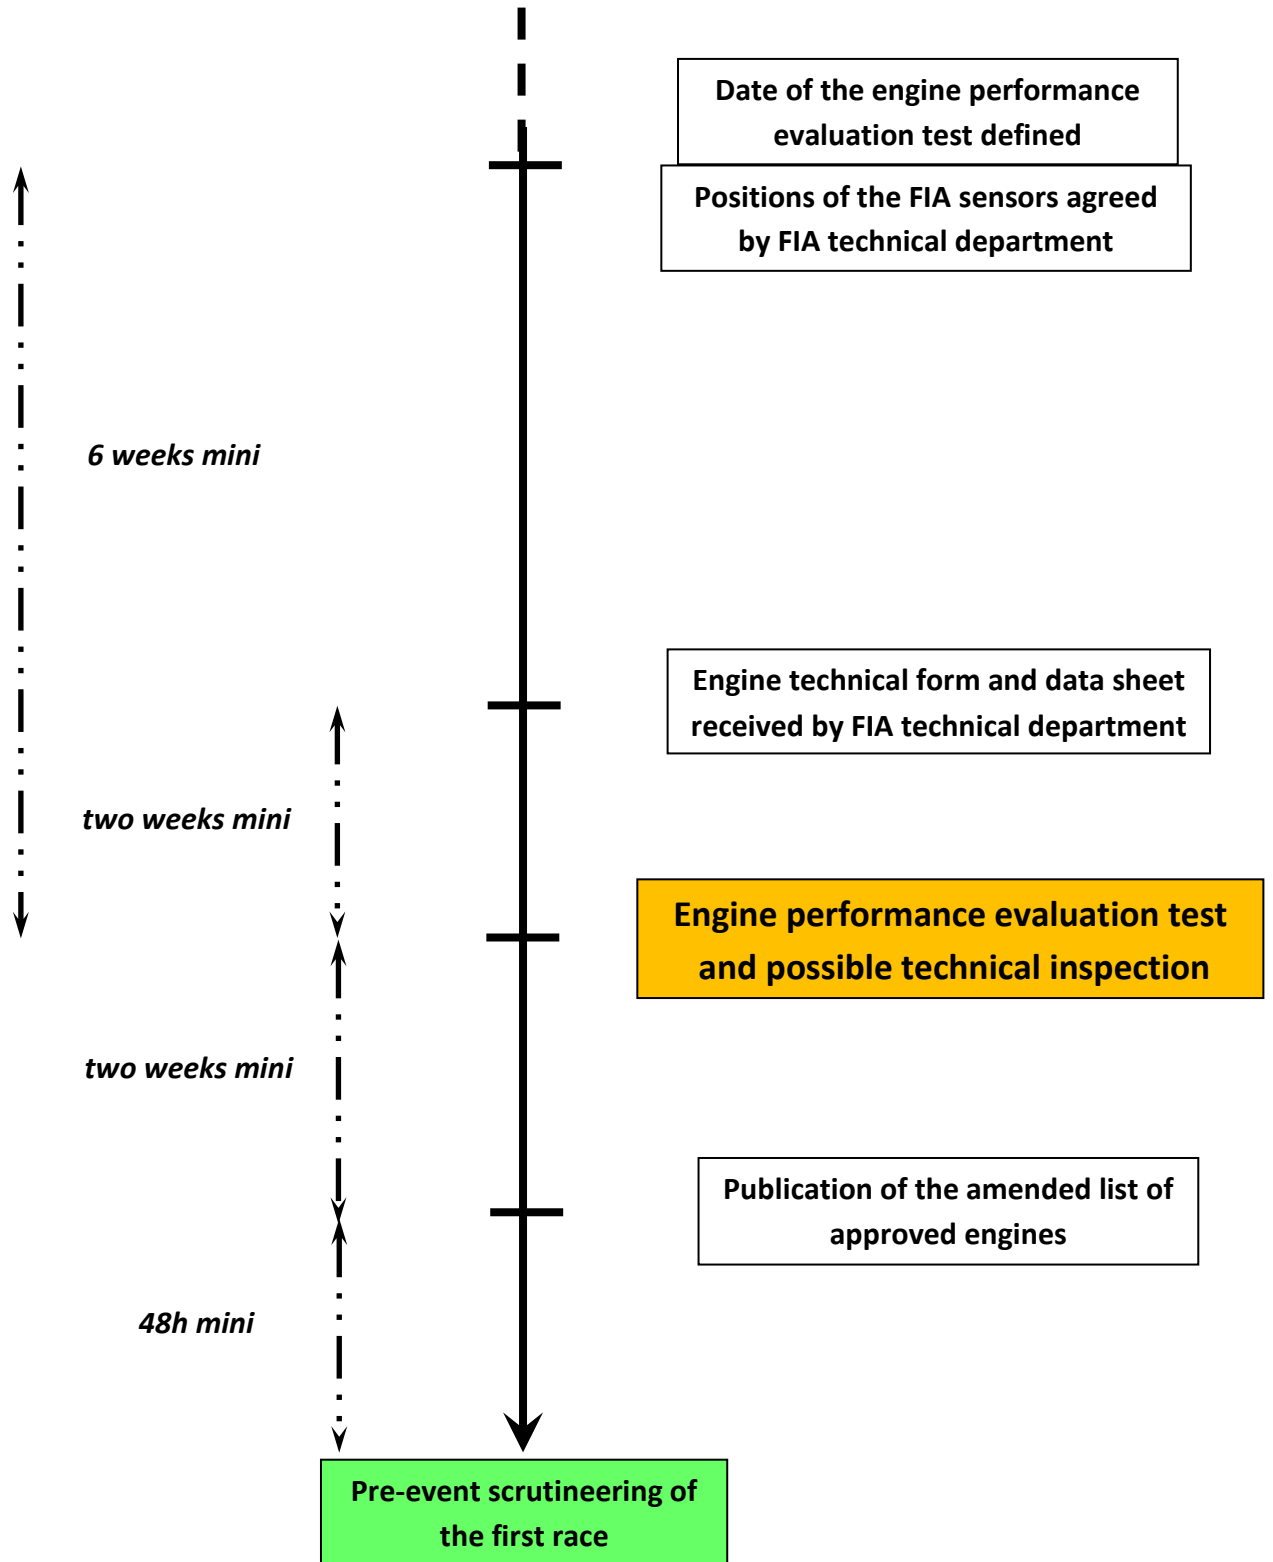 Date of the engine performance
evaluation test defined
Positions of the FIA sensors agreed
by FIA technical department
6 weeks mini
Engine technical form and data sheet
received by FIA technical department
two weeks mini
Engine performance evaluation test
and possible technical inspection
two weeks mini
Publication of the amended list of
approved engines
48h mini
Pre-event scrutineering of
the first race